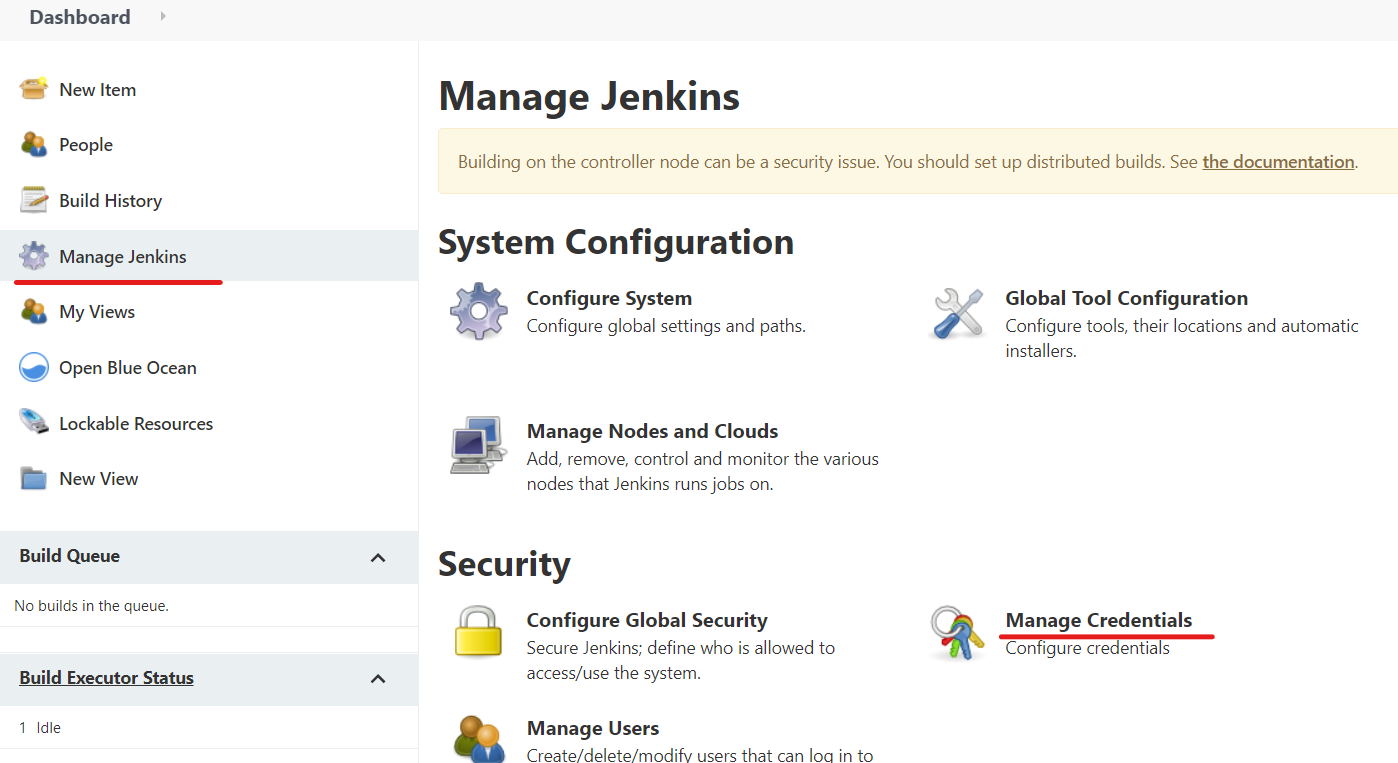 Dashboard
New Item
People
Build History
Manage Jenkins
My Views
Open Blue Ocean
Lockable Resources
New View
Build Queue
No builds in the queue.
Build Executor Status
1 Idle
Manage Jenkins
Building on the controller node can be a security issue. You should set up distributed builds. See the documentation.
System Configuration
Configure System
Configure global settings and paths.
Global Tool Configuration
Configure tools, their locations and automatic
installers.
Manage Nodes and Clouds
Add, remove, control and monitor the various
nodes that Jenkins runs jobs on.
Security
Configure Global Security
Secure Jenkins; define who is allowed to
access/use the system.
Manage Credentials
Configure credentials
Manage Users
Create/delete/modify users that can log in to